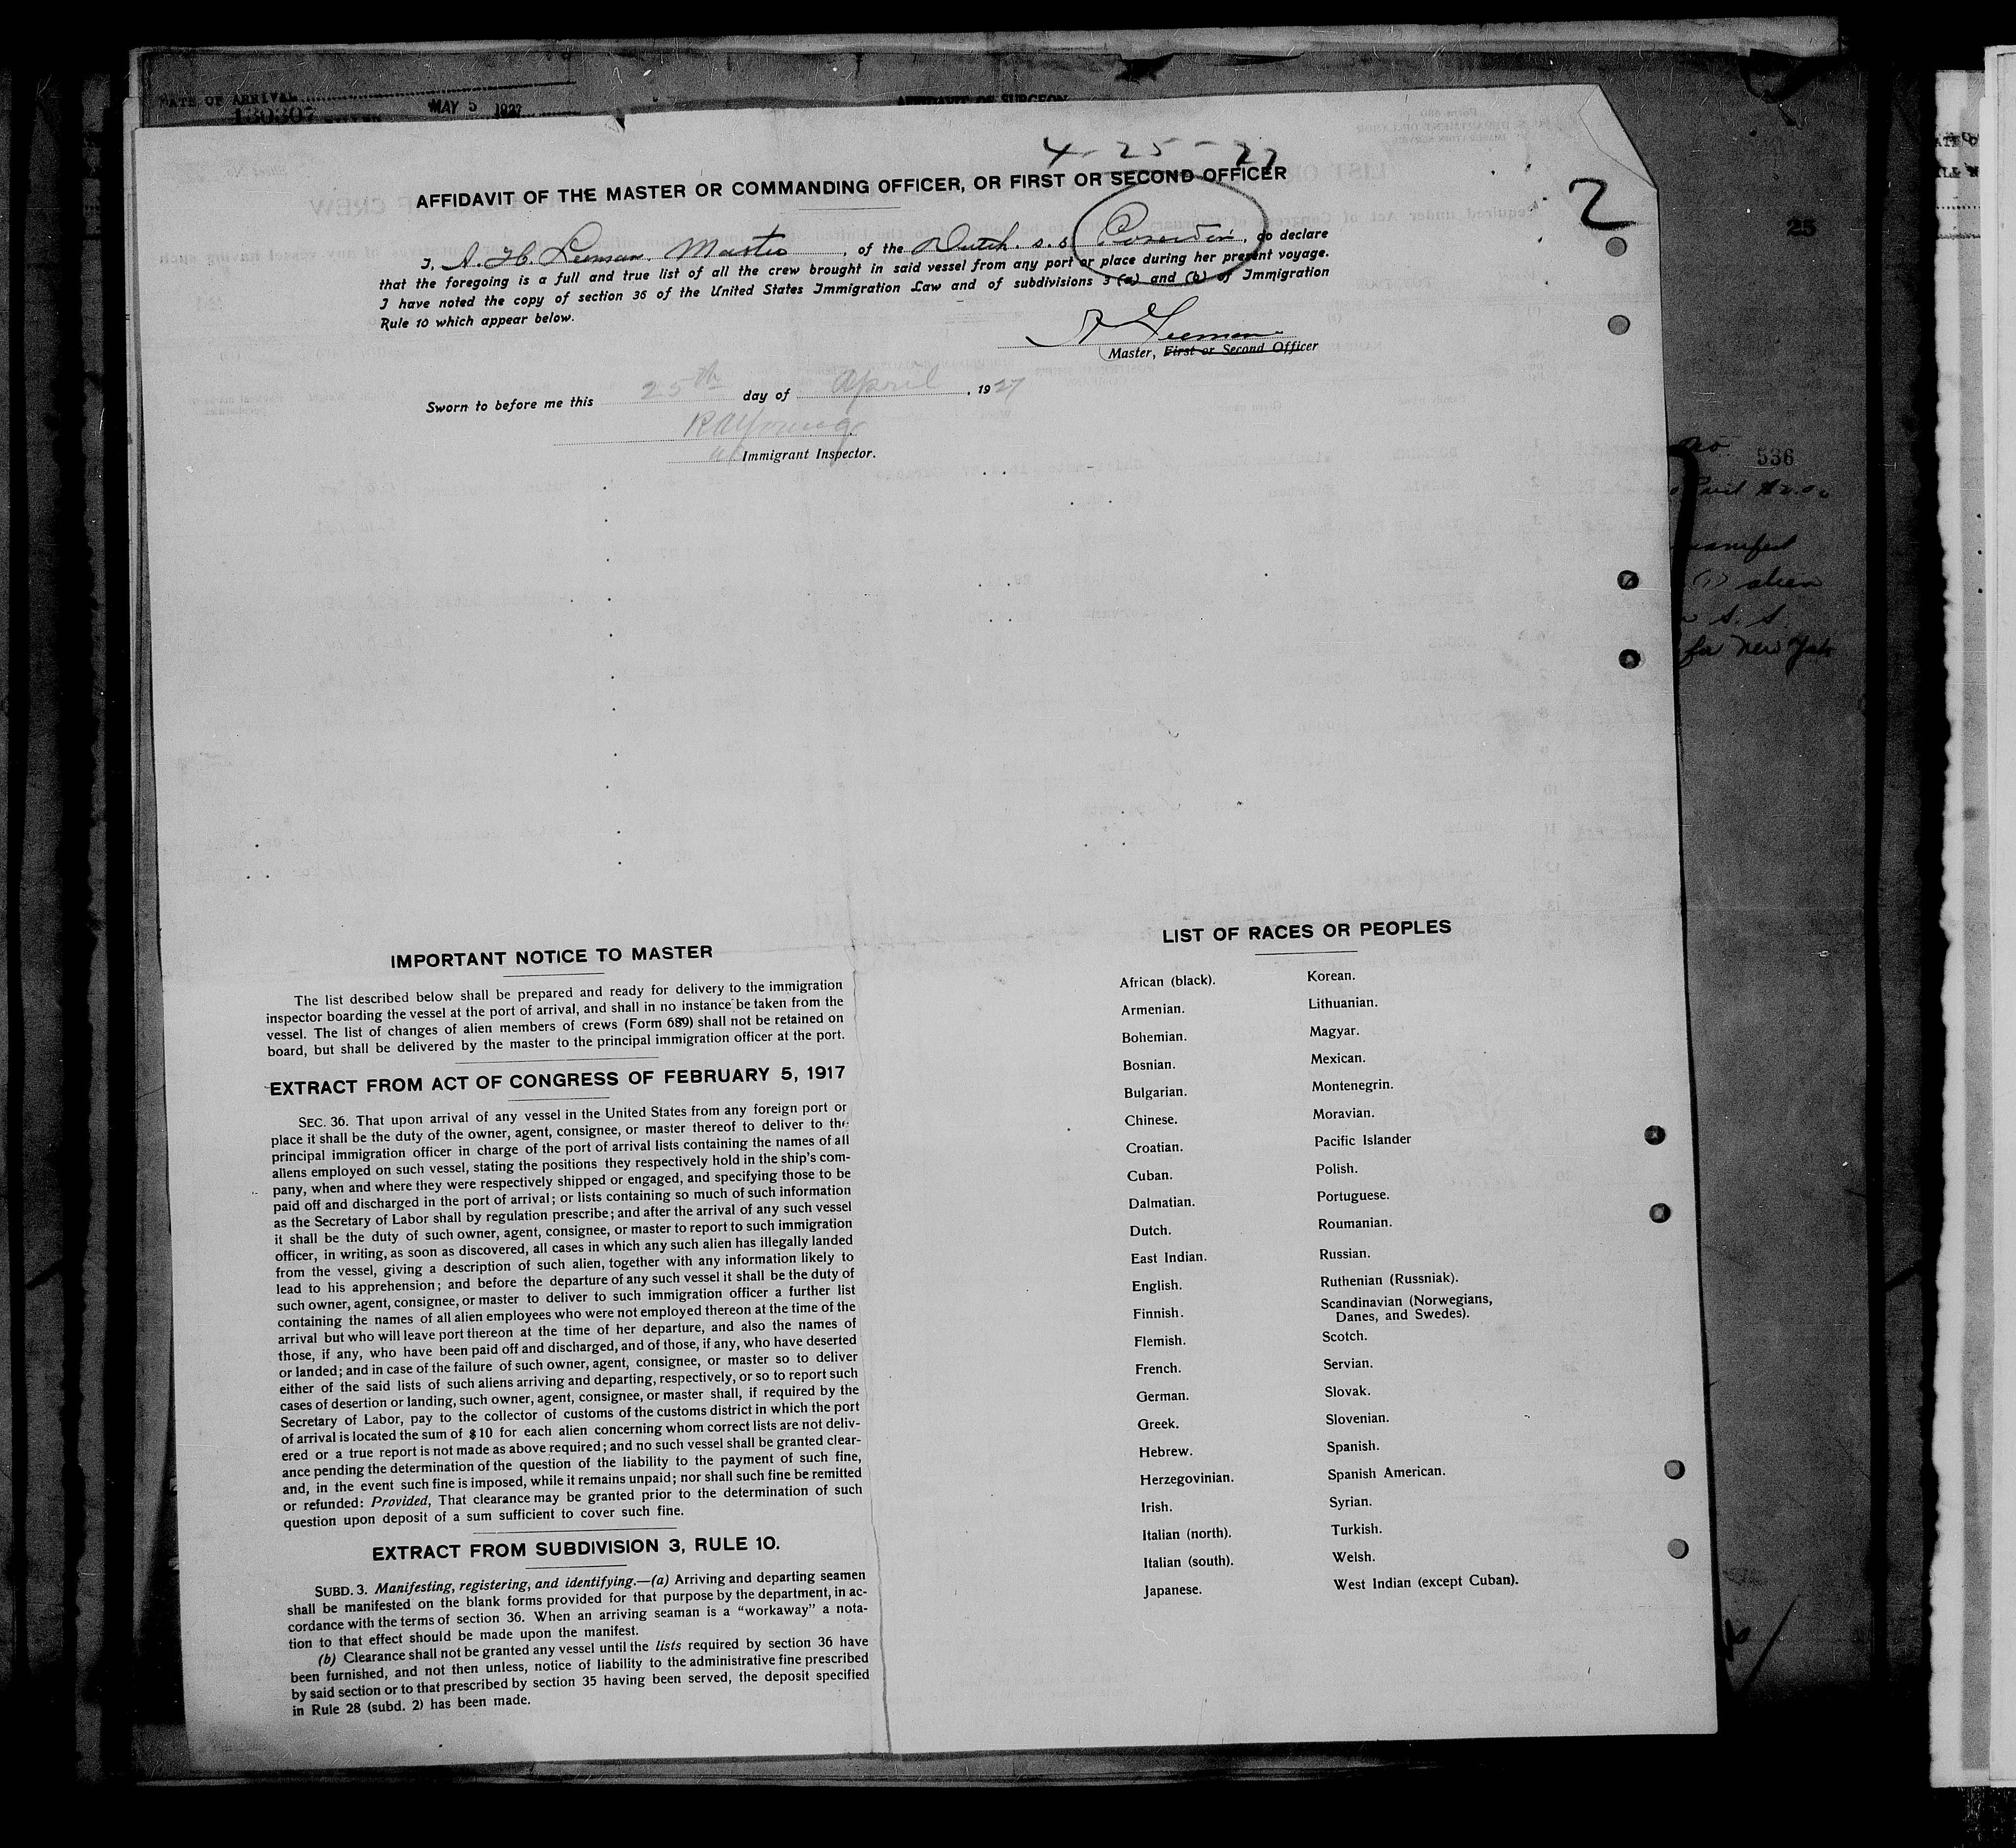 DATE OF ARRIVAL
130307
MAY 5 1927
AFFIDAVIT OF SURGEON
4-25-27
AFFIDAVIT OF THE MASTER OR COMMANDING OFFICER, OR FIRST OR SECOND OFFICER
2
25
I, A. H. Leeman Master, of the Dutch s.s., do declare
that the foregoing is a full and true list of all the crew brought in said vessel from any port or place during her present voyage.
I have noted the copy of section 36 of the United States Immigration Law and of subdivisions 3 (a) and (b) of Immigration
Rule 10 which appear below.
A Leeman
Master, First or Second Officer
Sworn to before me this 25th day of April, 1927
RA Young
Immigrant Inspector.
no 536
manifest
(1) alien
S. S.
for New York
IMPORTANT NOTICE TO MASTER
The list described below shall be prepared and ready for delivery to the immigration
inspector boarding the vessel at the port of arrival, and shall in no instance be taken from the
vessel. The list of changes of alien members of crews (Form 689) shall not be retained on
board, but shall be delivered by the master to the principal immigration officer at the port.
EXTRACT FROM ACT OF CONGRESS OF FEBRUARY 5, 1917
SEC. 36. That upon arrival of any vessel in the United States from any foreign port or
place it shall be the duty of the owner, agent, consignee, or master thereof to deliver to the
principal immigration officer in charge of the port of arrival lists containing the names of all
aliens employed on such vessel, stating the positions they respectively hold in the ship's com-
pany, when and where they were respectively shipped or engaged, and specifying those to be
paid off and discharged in the port of arrival; or lists containing so much of such information
as the Secretary of Labor shall by regulation prescribe; and after the arrival of any such vessel
it shall be the duty of such owner, agent, consignee, or master to report to such immigration
officer, in writing, as soon as discovered, all cases in which any such alien has illegally landed
from the vessel, giving a description of such alien, together with any information likely to
lead to his apprehension; and before the departure of any such vessel it shall be the duty of
such owner, agent, consignee, or master to deliver to such immigration officer a further list
containing the names of all alien employees who were not employed thereon at the time of the
arrival but who will leave port thereon at the time of her departure, and also the names of
those, if any, who have been paid off and discharged, and of those, if any, who have deserted
or landed; and in case of the failure of such owner, agent, consignee, or master so to deliver
either of the said lists of such aliens arriving and departing, respectively, or so to report such
cases of desertion or landing, such owner, agent, consignee, or master shall, if required by the
Secretary of Labor, pay to the collector of customs of the customs district in which the port
of arrival is located the sum of $10 for each alien concerning whom correct lists are not deliv-
ered or a true report is not made as above required; and no such vessel shall be granted clear-
ance pending the determination of the question of the liability to the payment of such fine,
and, in the event such fine is imposed, while it remains unpaid; nor shall such fine be remitted
or refunded: Provided, That clearance may be granted prior to the determination of such
question upon deposit of a sum sufficient to cover such fine.
EXTRACT FROM SUBDIVISION 3, RULE 10.
SUBD. 3. Manifesting, registering, and identifying.—(a) Arriving and departing seamen
shall be manifested on the blank forms provided for that purpose by the department, in ac-
cordance with the terms of section 36. When an arriving seaman is a "workaway" a nota-
tion to that effect should be made upon the manifest.
(b) Clearance shall not be granted any vessel until the lists required by section 36 have
been furnished, and not then unless, notice of liability to the administrative fine prescribed
by said section or to that prescribed by section 35 having been served, the deposit specified
in Rule 28 (subd. 2) has been made.
LIST OF RACES OR PEOPLES
African (black).
Armenian.
Bohemian.
Bosnian.
Bulgarian.
Chinese.
Croatian.
Cuban.
Dalmatian.
Dutch.
East Indian.
English.
Finnish.
Flemish.
French.
German.
Greek.
Hebrew.
Herzegovinian.
Irish.
Italian (north).
Italian (south).
Japanese.
Korean.
Lithuanian.
Magyar.
Mexican.
Montenegrin.
Moravian.
Pacific Islander
Polish.
Portuguese.
Roumanian.
Russian.
Ruthenian (Russniak).
Scandinavian (Norwegians,
Danes, and Swedes).
Scotch.
Servian.
Slovak.
Slovenian.
Spanish.
Spanish American.
Syrian.
Turkish.
Welsh.
West Indian (except Cuban).